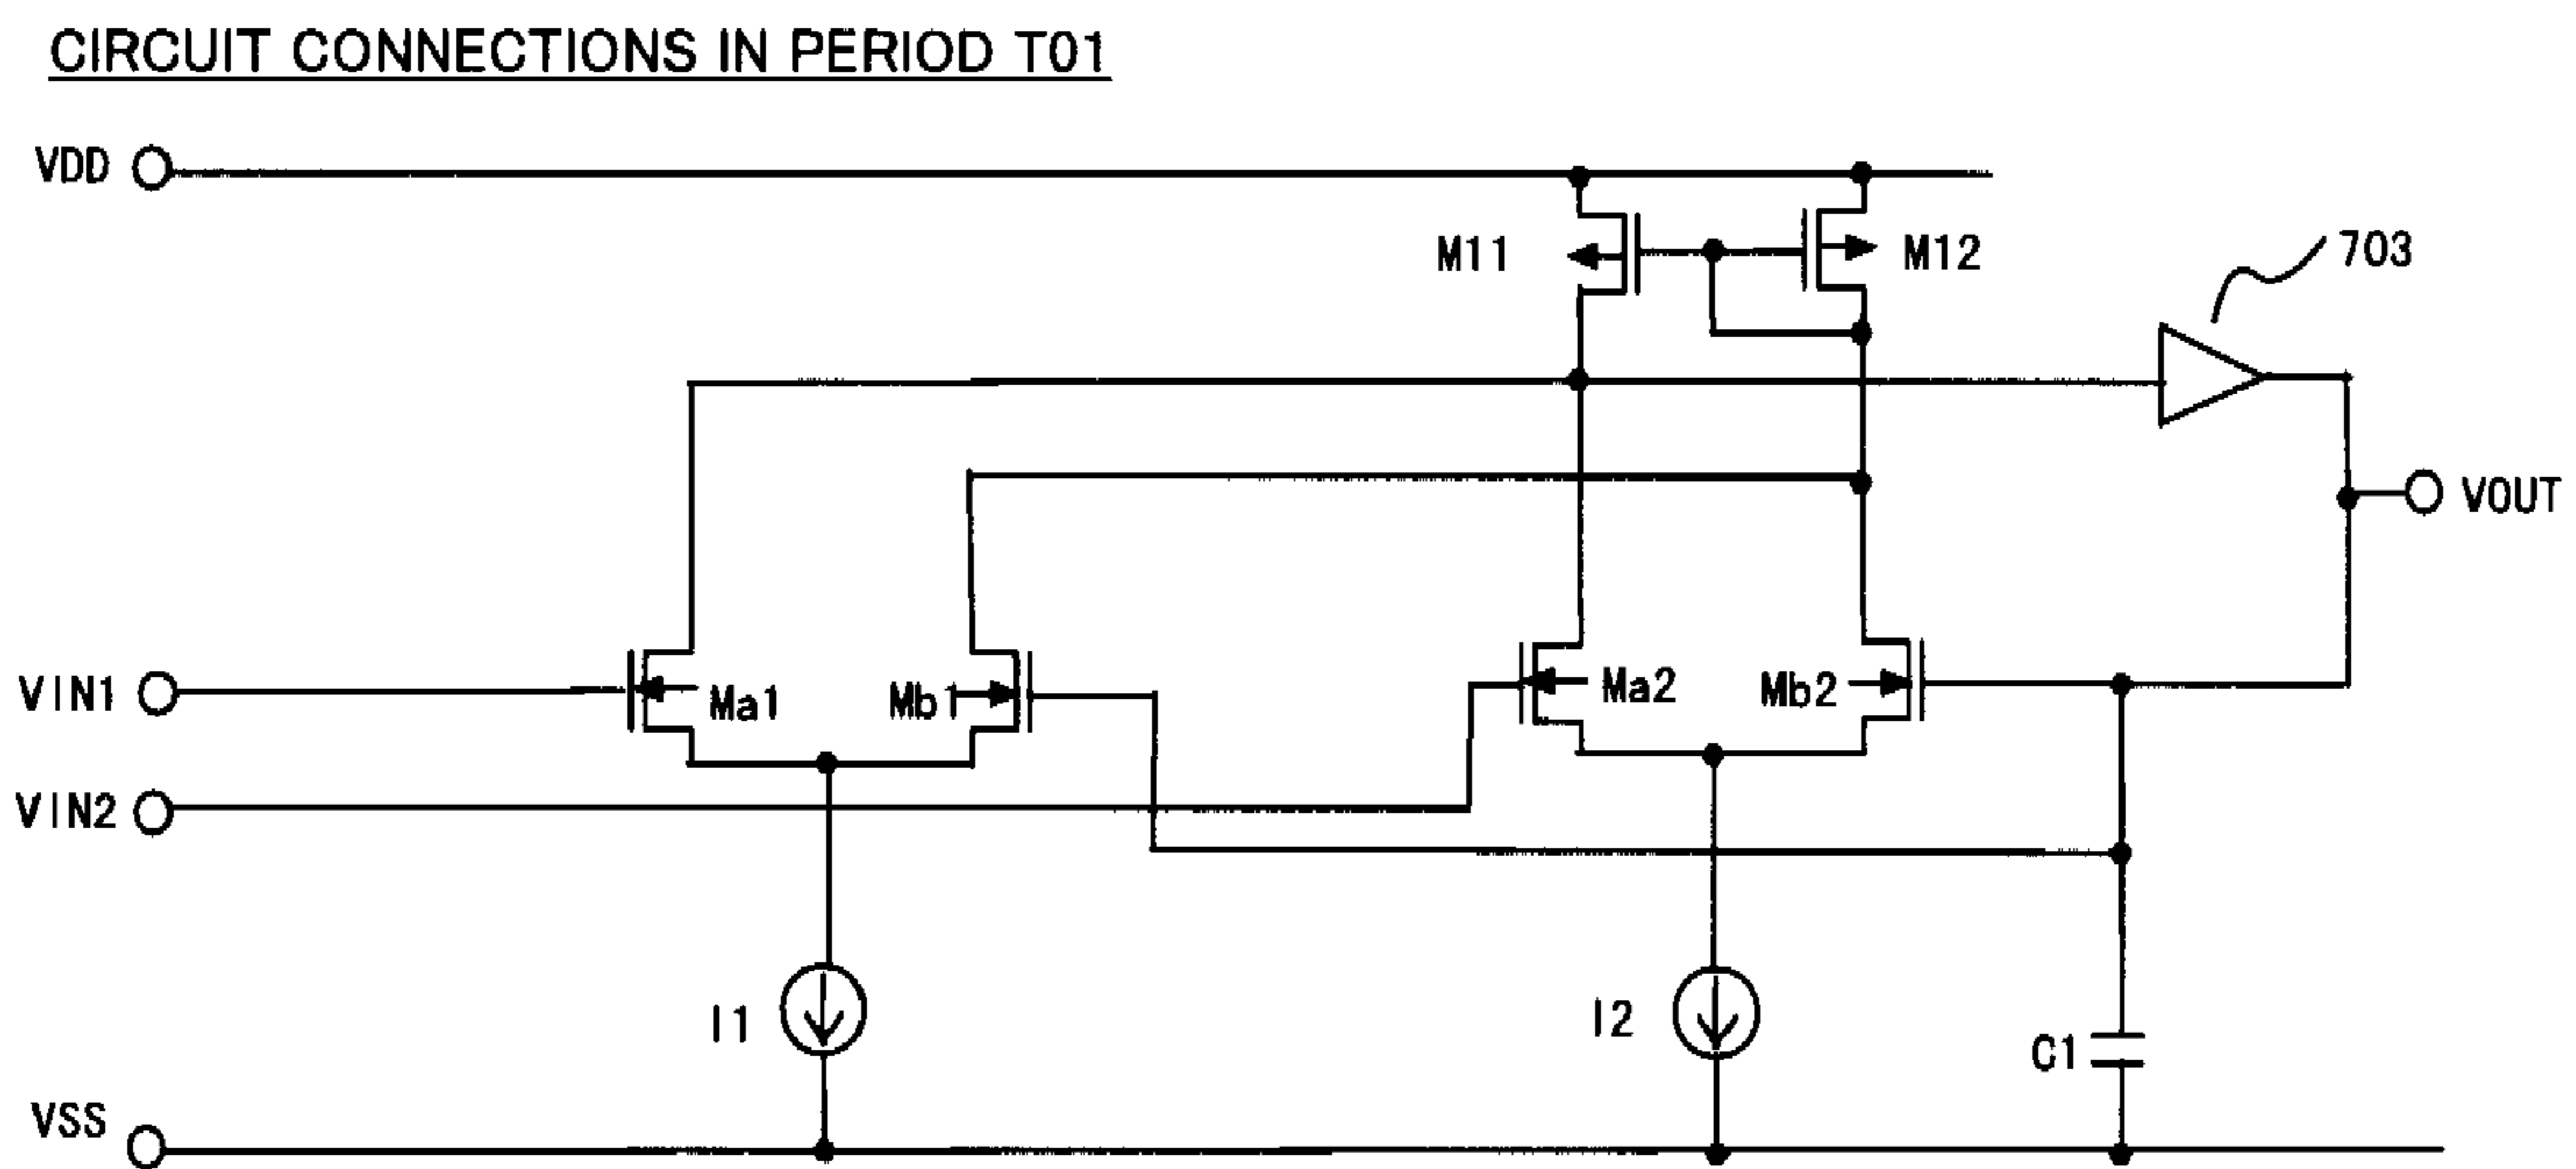 CIRCUIT CONNECTIONS IN PERIOD T01
VDD
M11
M12
703
VOUT
VIN1
Ma1
Mb1
Ma2
Mb2
VIN2
I1
I2
C1
VSS